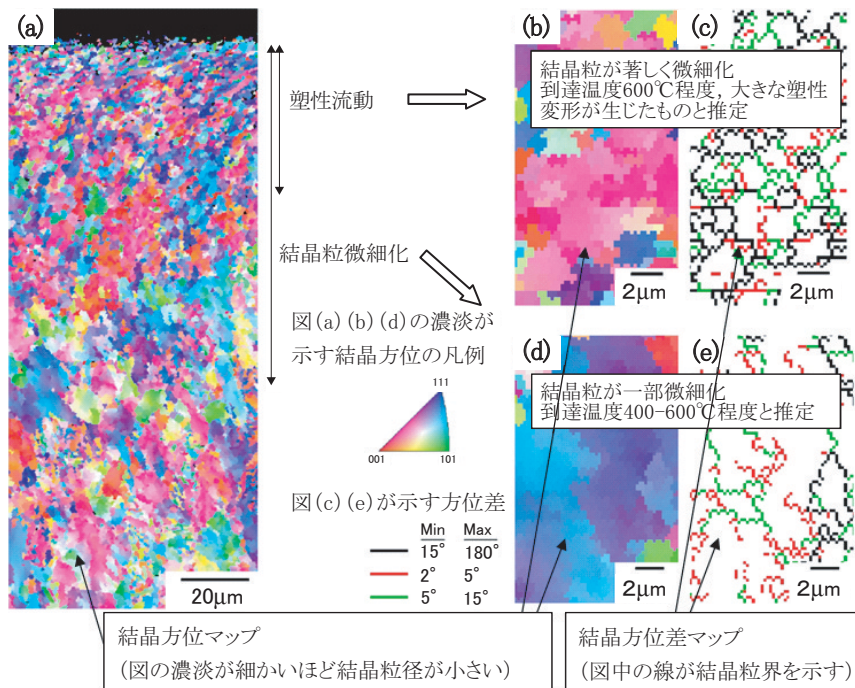 (a)
塑性流動
結晶粒微細化
20μm
(b)
(c)
結晶粒が著しく微細化
到達温度600℃程度, 大きな塑性
変形が生じたものと推定
2μm
2μm
図(a)(b)(d)の濃淡が
示す結晶方位の凡例
111
001
101
(d)
(e)
結晶粒が一部微細化
到達温度400-600℃程度と推定
図(c)(e)が示す方位差
Min Max
15° 180°
2° 5°
5° 15°
2μm
2μm
結晶方位マップ
(図の濃淡が細かいほど結晶粒径が小さい)
結晶方位差マップ
(図中の線が結晶粒界を示す)